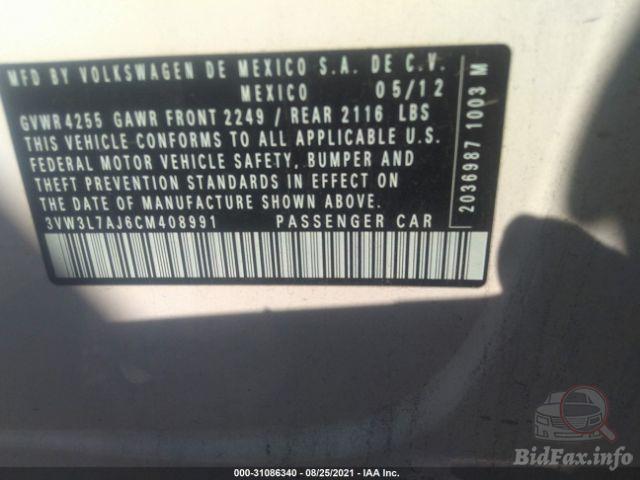 MFD BY VOLKSWAGEN DE MEXICO S.A. DE C.V.
MEXICO 05/12
GVWR 4255 GAWR FRONT 2249 / REAR 2116 LBS
THIS VEHICLE CONFORMS TO ALL APPLICABLE U.S.
FEDERAL MOTOR VEHICLE SAFETY, BUMPER AND
THEFT PREVENTION STANDARDS IN EFFECT ON
THE DATE OF MANUFACTURE SHOWN ABOVE.
3VW3L7AJ6CM408991 PASSENGER CAR
2036987 1003 M
000-31086340 - 08/25/2021 - IAA Inc.
BidFax.info